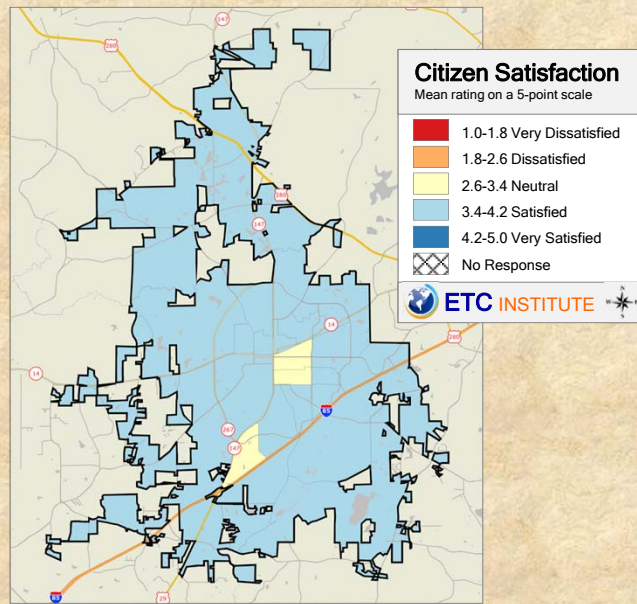 147
280
Citizen Satisfaction
Mean rating on a 5-point scale
1.0-1.8 Very Dissatisfied
1.8-2.6 Dissatisfied
2.6-3.4 Neutral
3.4-4.2 Satisfied
4.2-5.0 Very Satisfied
No Response
ETC INSTITUTE
280
147
14
280
14
85
267
147
85
29